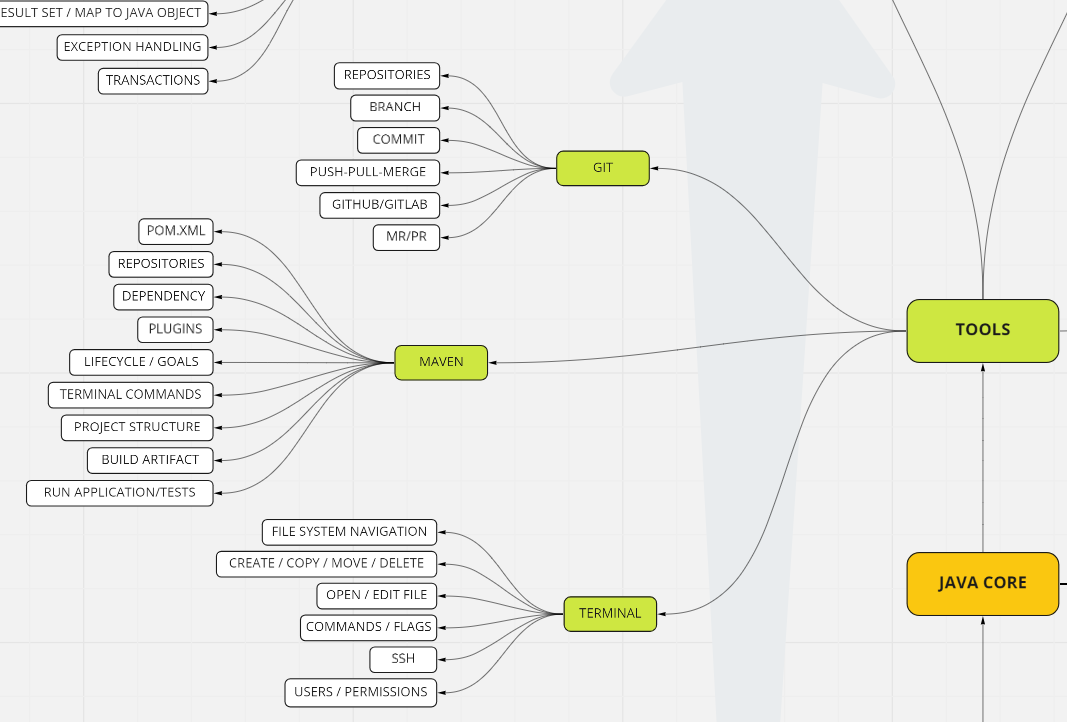 ESULT SET / MAP TO JAVA OBJECT
EXCEPTION HANDLING
TRANSACTIONS
REPOSITORIES
BRANCH
COMMIT
PUSH-PULL-MERGE
GITHUB/GITLAB
MR/PR
GIT
POM.XML
REPOSITORIES
DEPENDENCY
PLUGINS
LIFECYCLE / GOALS
TERMINAL COMMANDS
PROJECT STRUCTURE
BUILD ARTIFACT
RUN APPLICATION/TESTS
MAVEN
TOOLS
FILE SYSTEM NAVIGATION
CREATE / COPY / MOVE / DELETE
OPEN / EDIT FILE
COMMANDS / FLAGS
SSH
USERS / PERMISSIONS
TERMINAL
JAVA CORE